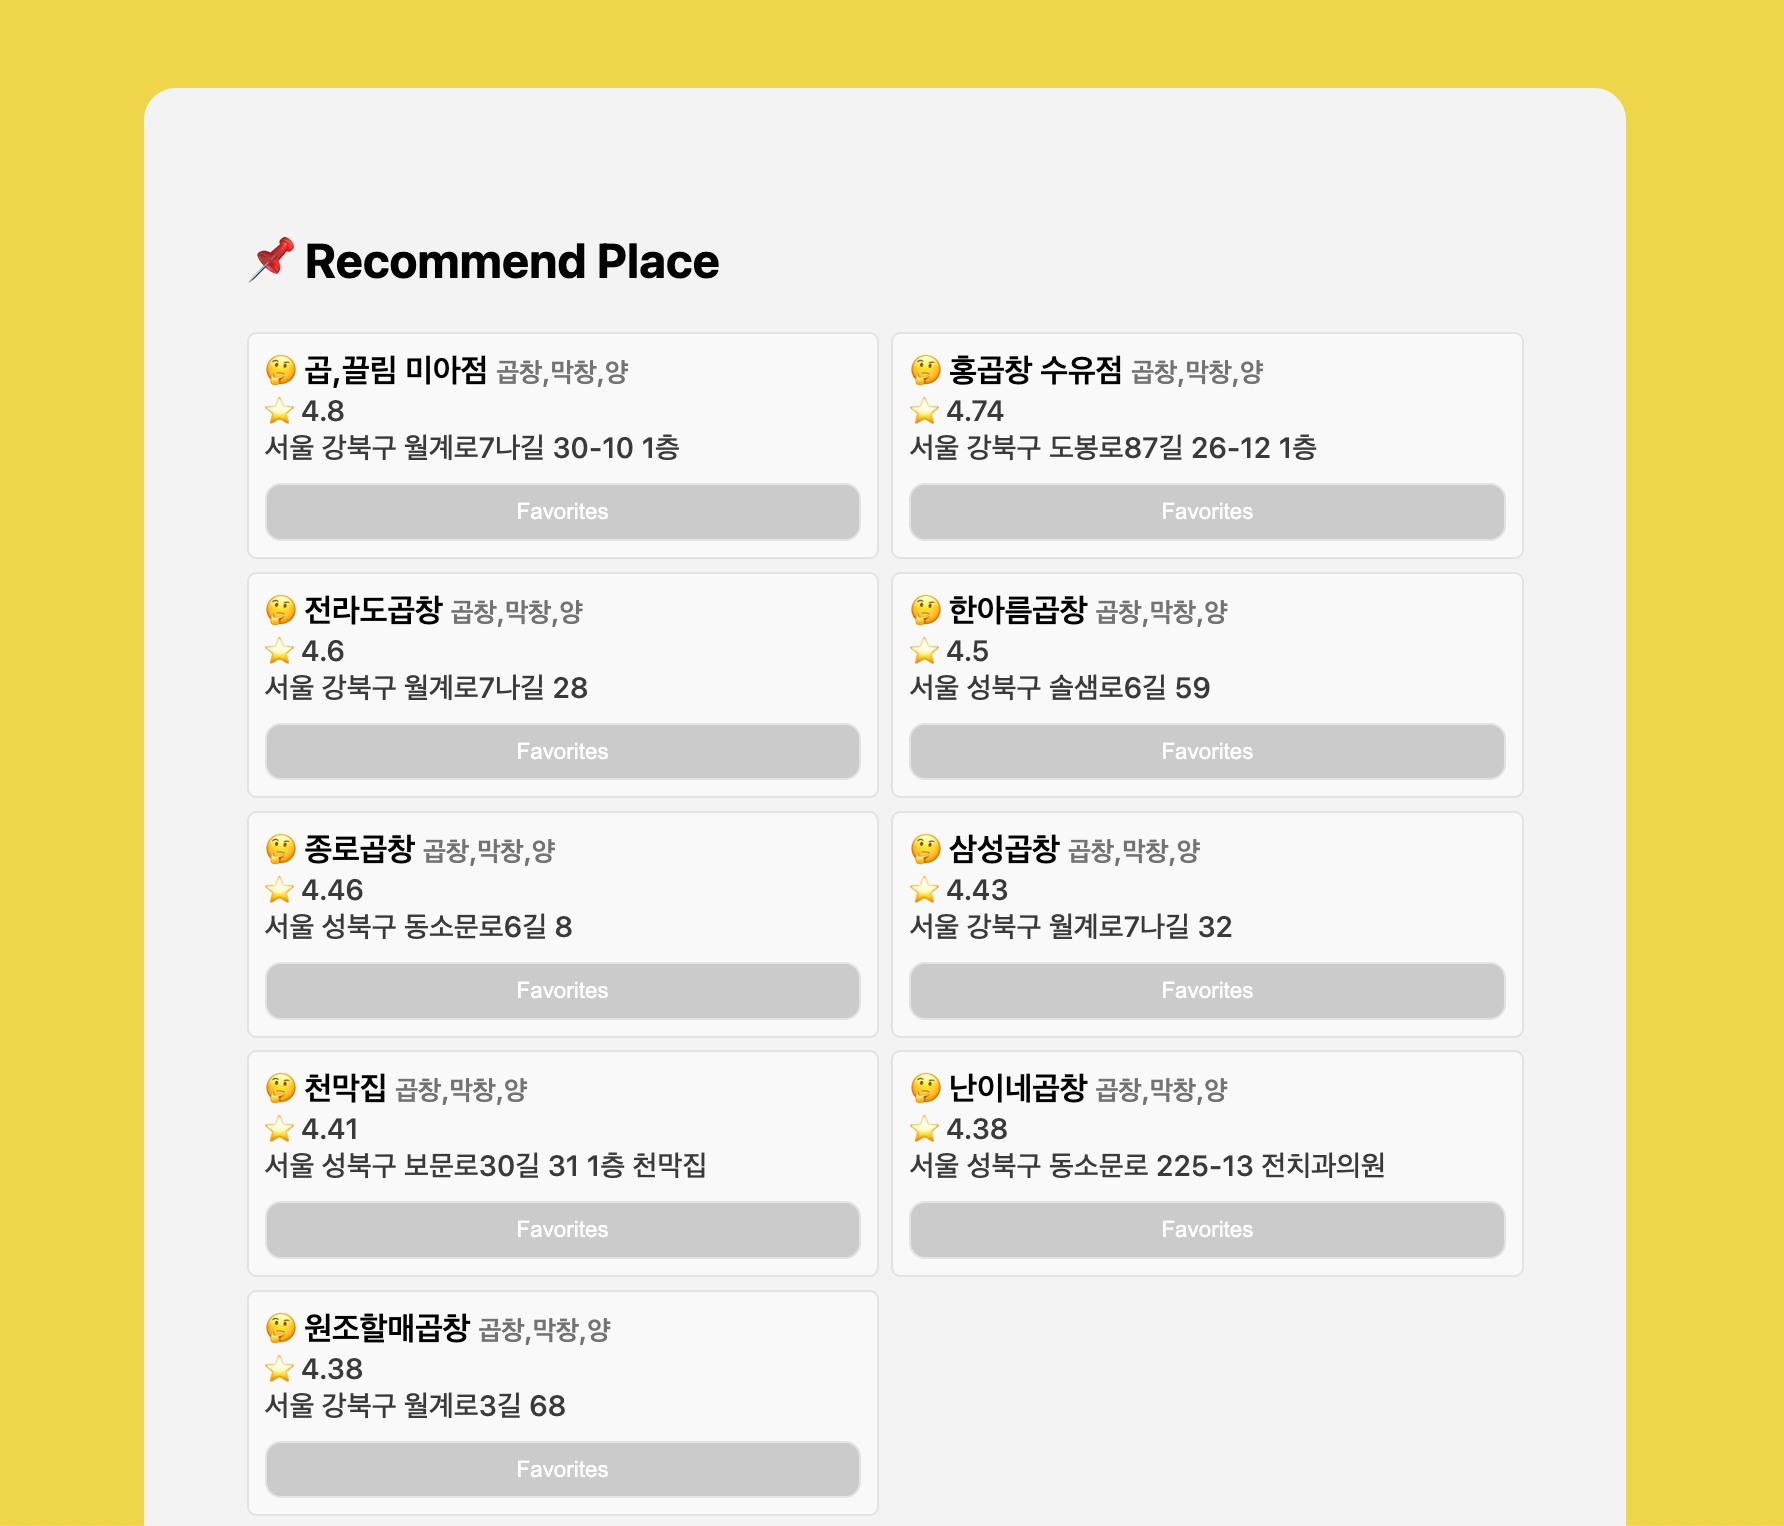 📌 Recommend Place
🤔 곱,끌림 미아점 곱창,막창,양
⭐ 4.8
서울 강북구 월계로7나길 30-10 1층
Favorites
🤔 홍곱창 수유점 곱창,막창,양
⭐ 4.74
서울 강북구 도봉로87길 26-12 1층
Favorites
🤔 전라도곱창 곱창,막창,양
⭐ 4.6
서울 강북구 월계로7나길 28
Favorites
🤔 한아름곱창 곱창,막창,양
⭐ 4.5
서울 성북구 솔샘로6길 59
Favorites
🤔 종로곱창 곱창,막창,양
⭐ 4.46
서울 성북구 동소문로6길 8
Favorites
🤔 삼성곱창 곱창,막창,양
⭐ 4.43
서울 강북구 월계로7나길 32
Favorites
🤔 천막집 곱창,막창,양
⭐ 4.41
서울 성북구 보문로30길 31 1층 천막집
Favorites
🤔 난이네곱창 곱창,막창,양
⭐ 4.38
서울 성북구 동소문로 225-13 전치과의원
Favorites
🤔 원조할매곱창 곱창,막창,양
⭐ 4.38
서울 강북구 월계로3길 68
Favorites